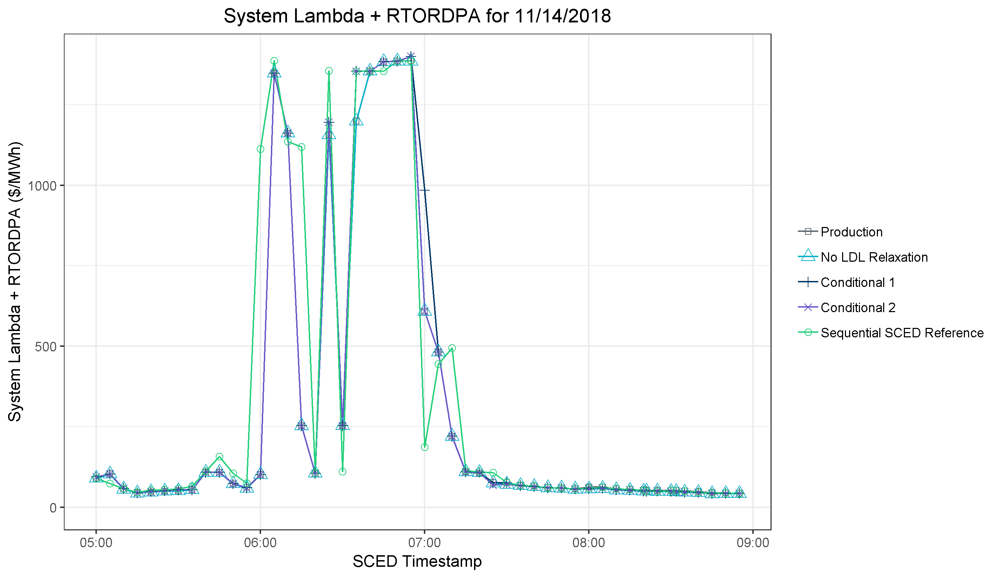 System Lambda + RTORDPA for 11/14/2018
System Lambda + RTORDPA ($/MWh)
1000
500
0
05:00 06:00 07:00 08:00 09:00
SCED Timestamp
Production
No LDL Relaxation
Conditional 1
Conditional 2
Sequential SCED Reference